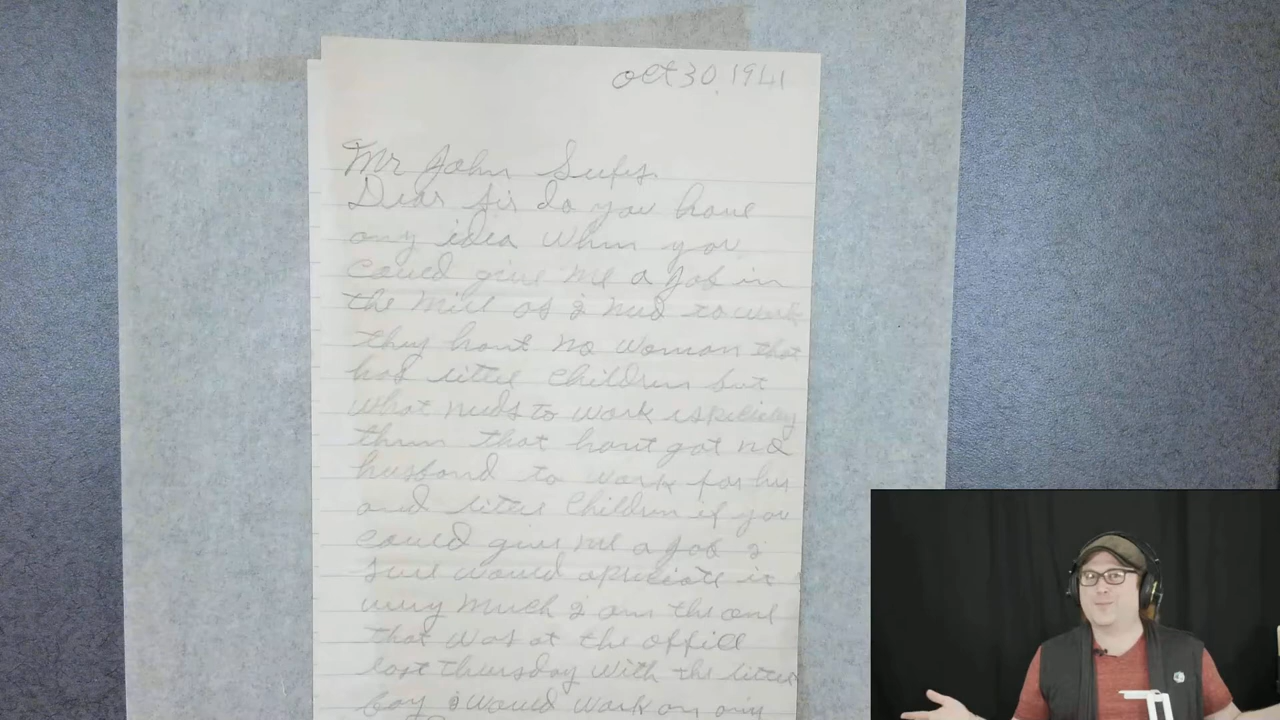 Oct 30, 1941
Mr John
Dear Sir do you have
any idea when you
could give me a Job in
the Mill as i need to work
they hant no woman that
has little Children but
what needs to work
them that hant got no
husband to work for her
and little Children if you
could give me a Job i
sure would apreciate it
very much i am the one
that was at the office
last thursday with the little
boy i would work on any